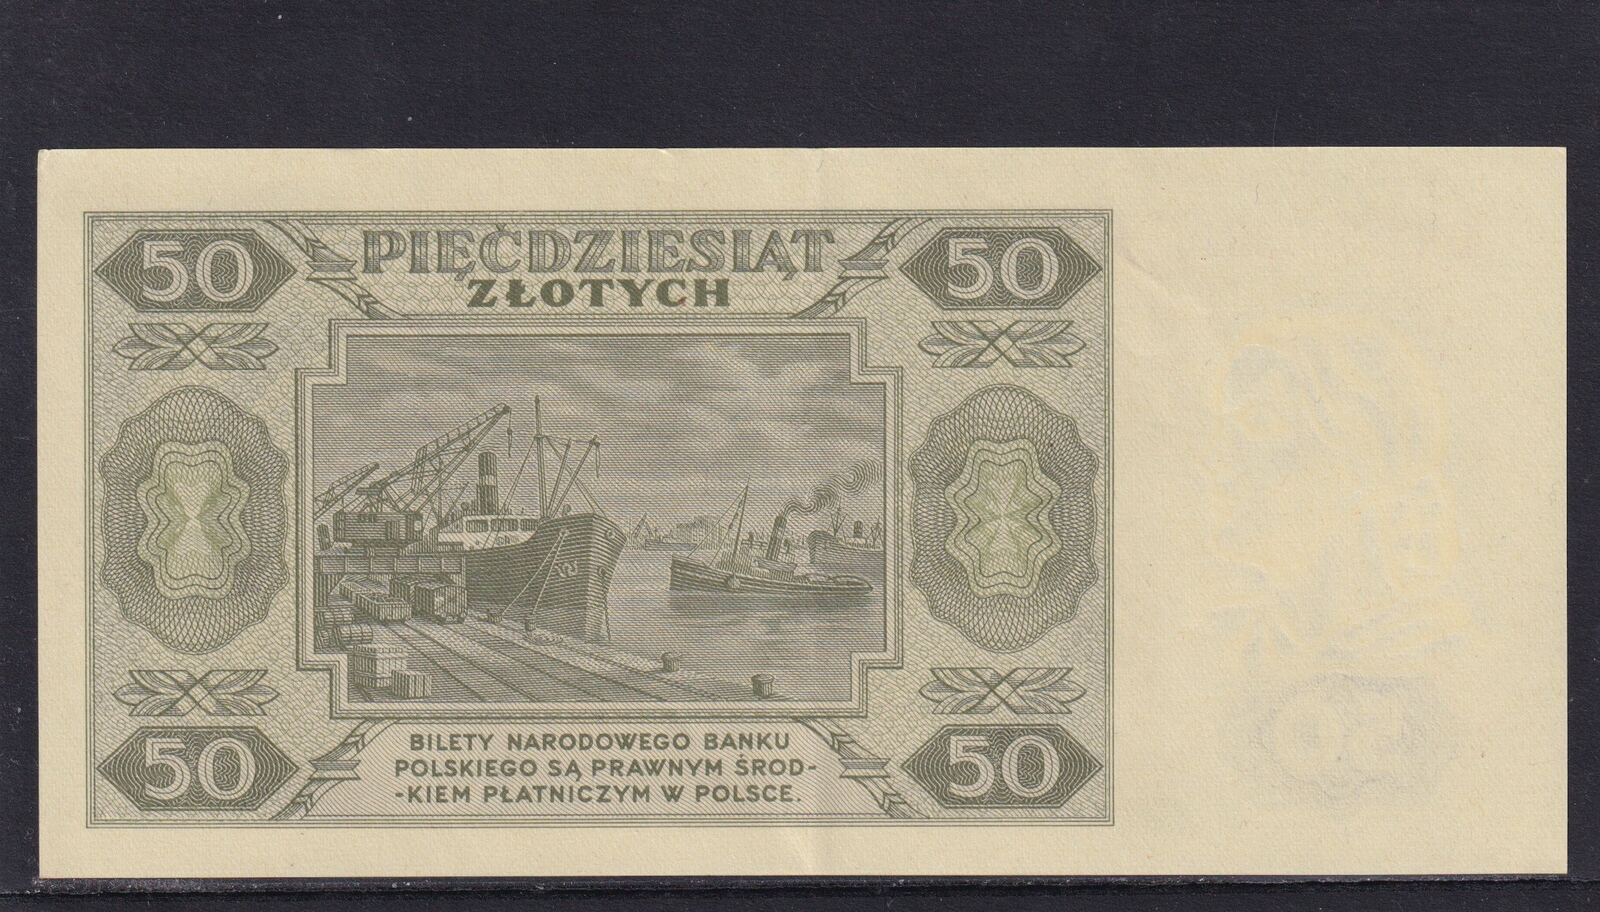 50 PIĘĆDZIESIĄT 50
ZŁOTYCH
50 BILETY NARODOWEGO BANKU 50
POLSKIEGO SĄ PRAWNYM ŚROD-
-KIEM PŁATNICZYM W POLSCE.